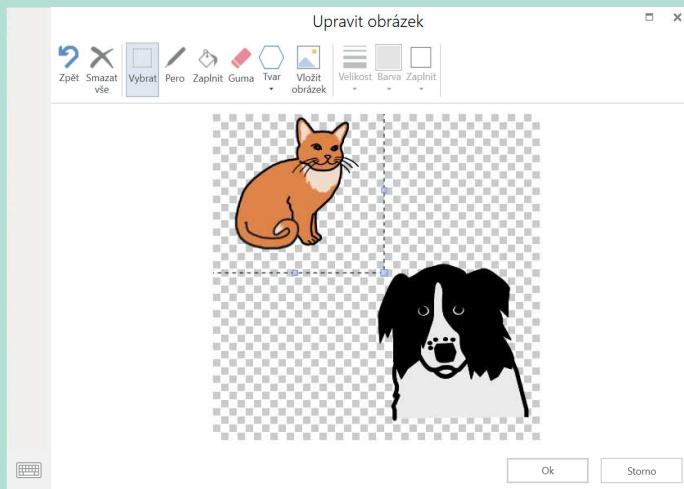 Upravit obrázek
Zpět Smazat Vybrat Pero Zaplnit Guma Tvar Vložit Velikost Barva Zaplnit
vše obrázek
Ok Storno